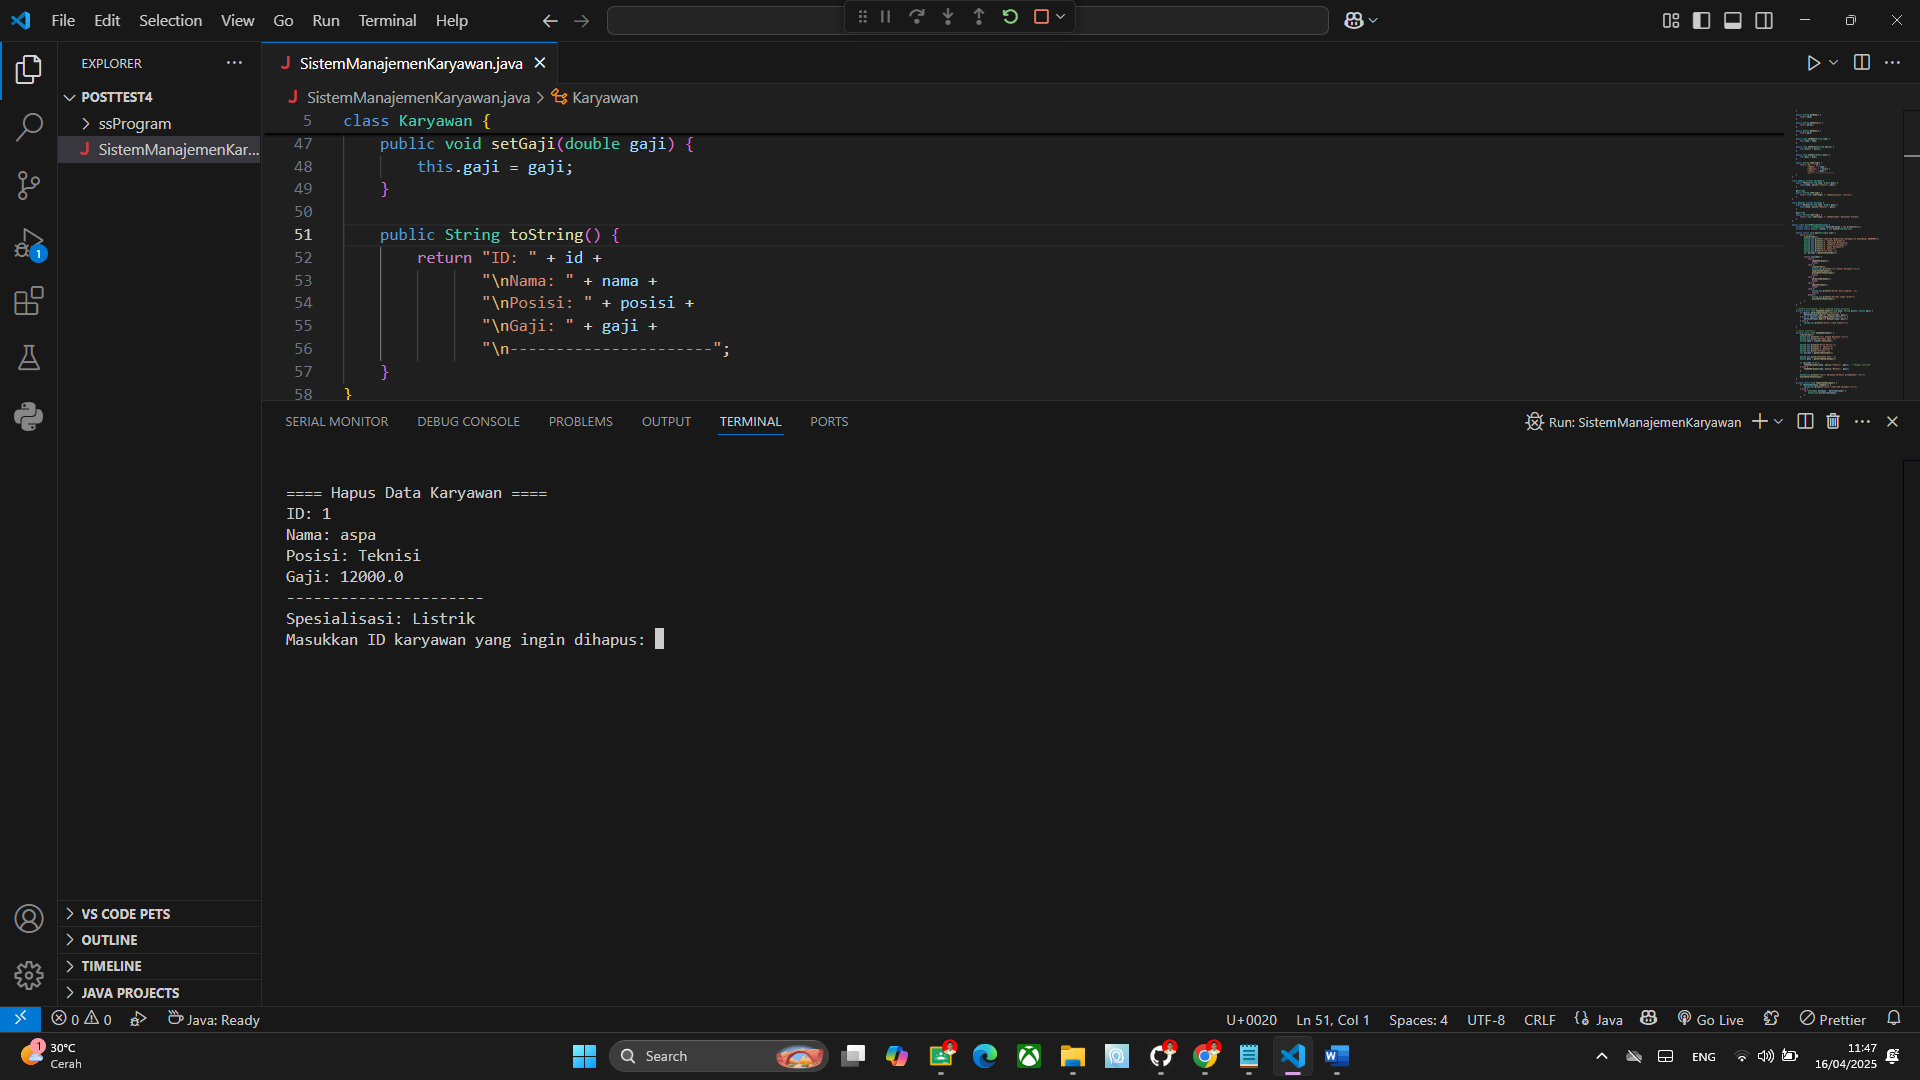 File Edit Selection View Go Run Terminal Help
EXPLORER
POSTTEST4
ssProgram
SistemManajemenKar...
SistemManajemenKaryawan.java
SistemManajemenKaryawan.java > Karyawan
5 class Karyawan {
47 public void setGaji(double gaji) {
48 this.gaji = gaji;
49 }
50
51 public String toString() {
52 return "ID: " + id +
53 "\nNama: " + nama +
54 "\nPosisi: " + posisi +
55 "\nGaji: " + gaji +
56 "\n----------------------";
57 }
58 }
SERIAL MONITOR DEBUG CONSOLE PROBLEMS OUTPUT TERMINAL PORTS
Run: SistemManajemenKaryawan
==== Hapus Data Karyawan ====
ID: 1
Nama: aspa
Posisi: Teknisi
Gaji: 12000.0
----------------------
Spesialisasi: Listrik
Masukkan ID karyawan yang ingin dihapus:
1
VS CODE PETS
OUTLINE
TIMELINE
JAVA PROJECTS
0 0 Java: Ready
U+0020 Ln 51, Col 1 Spaces: 4 UTF-8 CRLF Java Go Live Prettier
1
30°C
Cerah
Search
ENG
11:47
16/04/2025